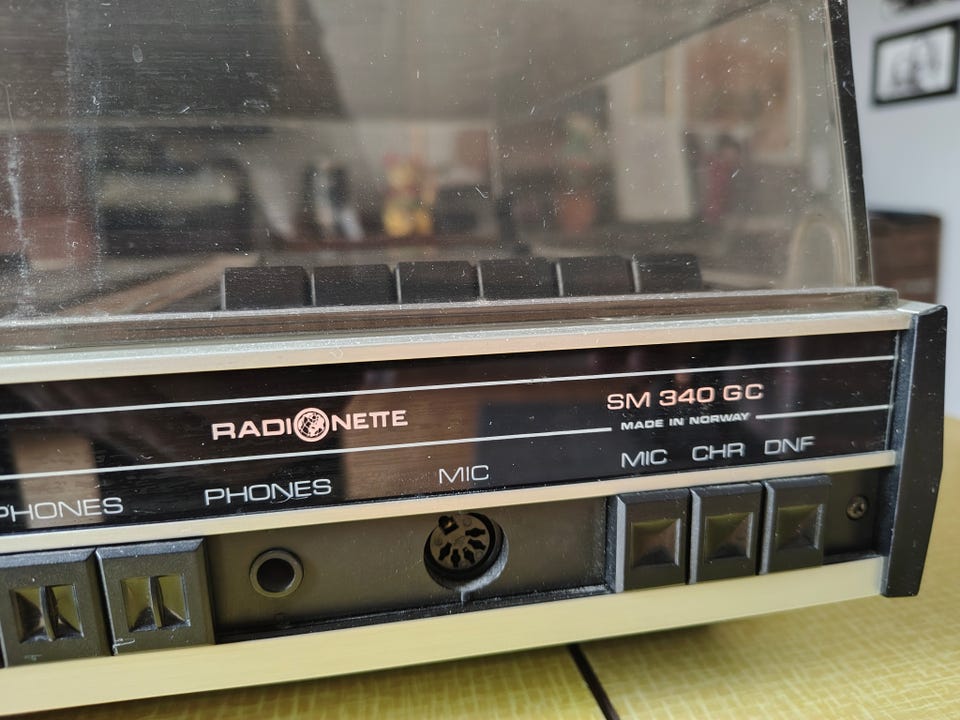 RADIONETTE
SM 340 GC
MADE IN NORWAY
PHONES PHONES MIC MIC CHR DNF